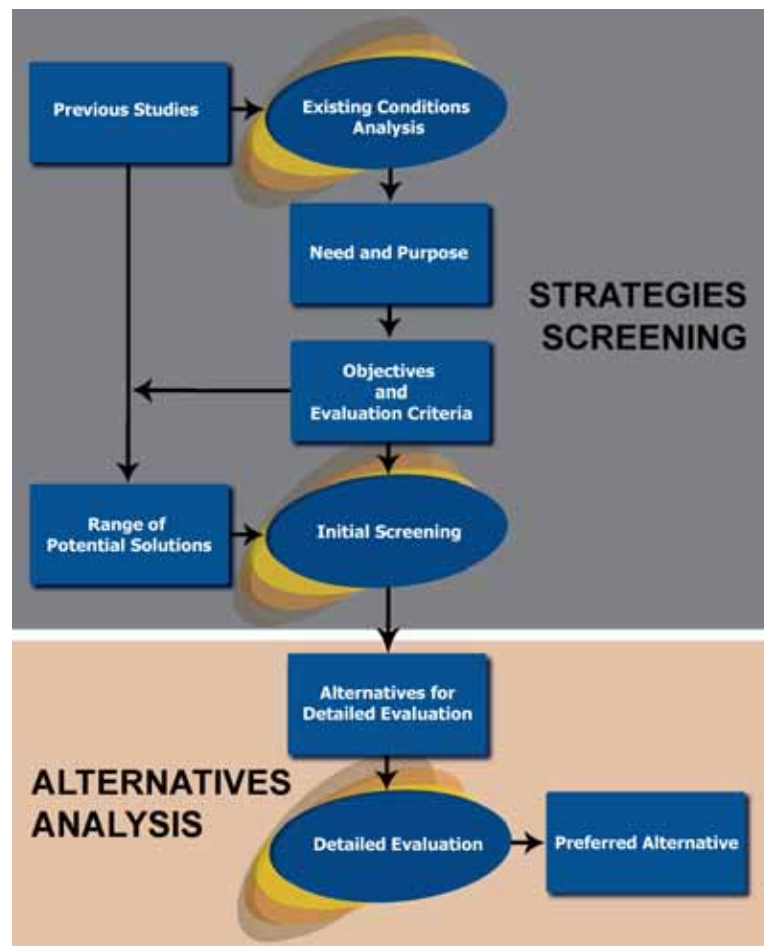 Previous Studies
Existing Conditions
Analysis
Need and Purpose
STRATEGIES
SCREENING
Objectives
and
Evaluation Criteria
Range of
Potential Solutions
Initial Screening
Alternatives for
Detailed Evaluation
ALTERNATIVES
ANALYSIS
Detailed Evaluation
Preferred Alternative